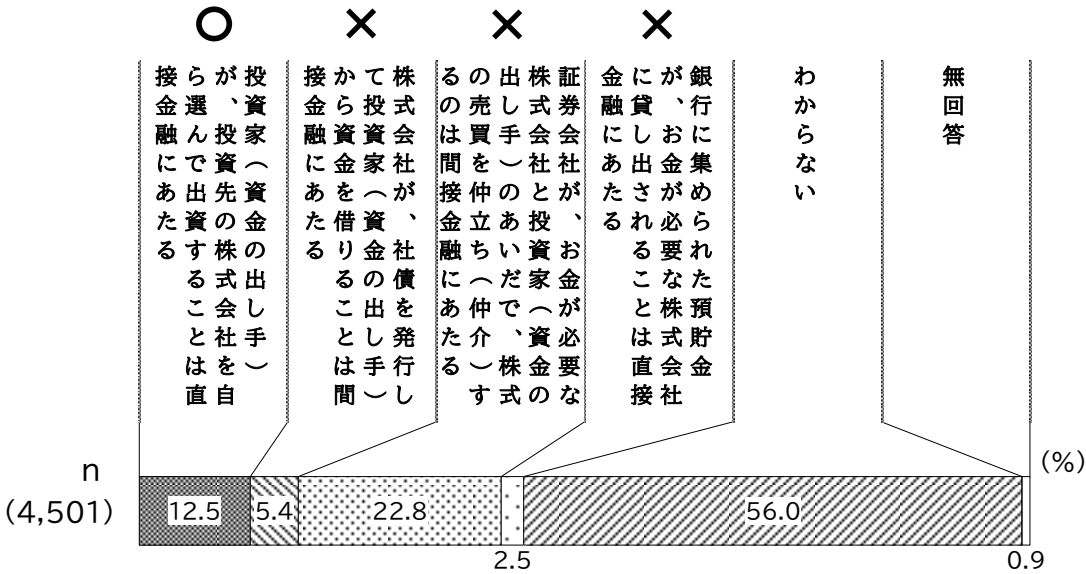 ○
×
×
×
投資家（資金の出し手）
が、投資先の株式会社を自
ら選んで出資することは直
接金融にあたる
株式会社が、社債を発行し
て投資家（資金の出し手）
から資金を借りることは間
接金融にあたる
証券会社が、お金が必要な
株式会社と投資家（資金の
出し手）のあいだで、株式
の売買を仲立ち（仲介）す
るのは間接金融にあたる
銀行に集められた預貯金
が、お金が必要な株式会社
に貸し出されることは直接
金融にあたる
わからない
無回答
(%)
n
(4,501)
12.5
5.4
22.8
2.5
56.0
0.9